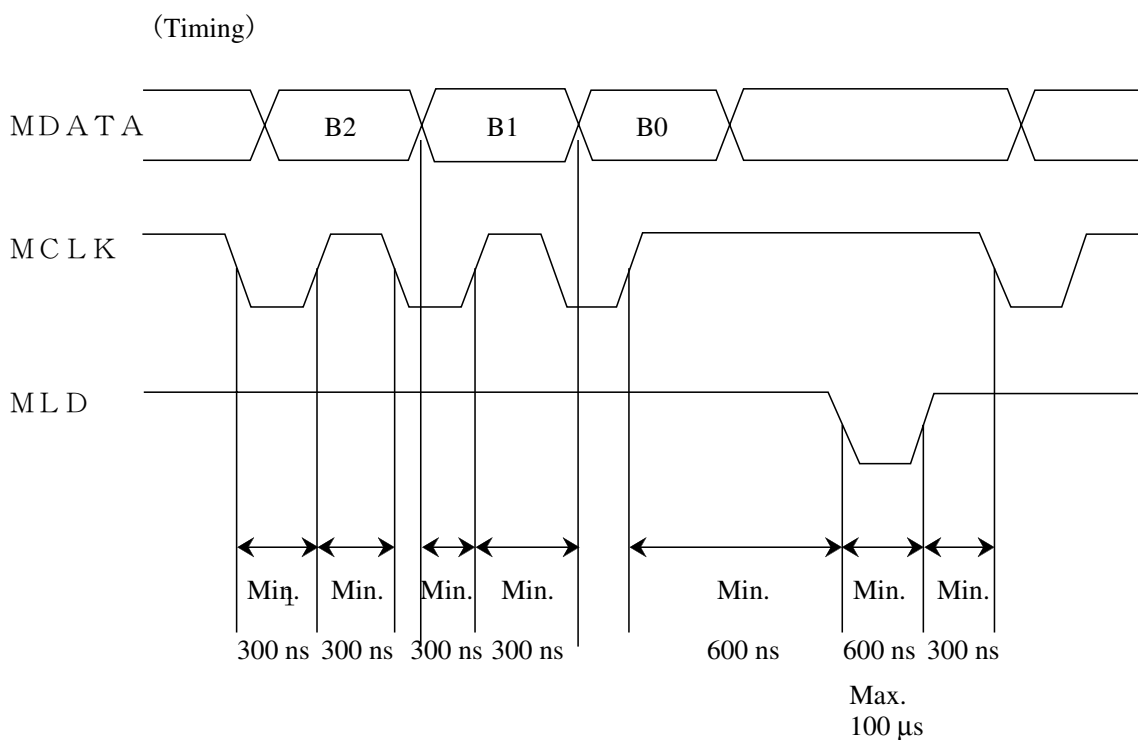 (Timing)
MDATA
B2 B1 B0
MCLK
MLD
Min. Min. Min. Min. Min. Min. Min.
1
300 ns 300 ns 300 ns 300 ns 600 ns 600 ns 300 ns
Max.
100 μs